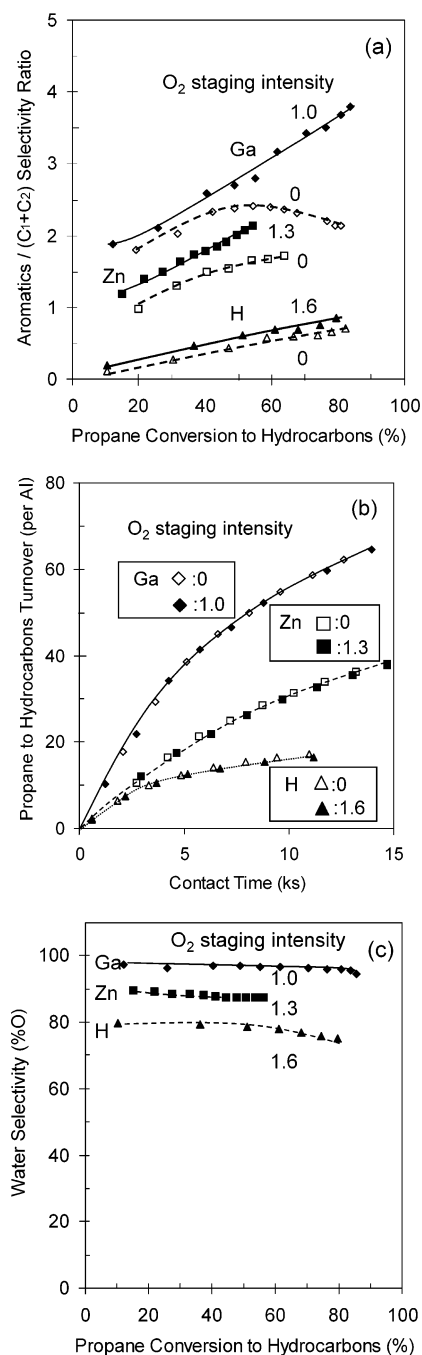 (a)
O₂ staging intensity
1.0
Ga
0
1.3
Zn
0
1.6
H
0
Aromatics / (C₁+C₂) Selectivity Ratio
5
4
3
2
1
0
0 20 40 60 80 100
Propane Conversion to Hydrocarbons (%)
(b)
O₂ staging intensity
Ga ◇ :0
◆ :1.0
Zn □ :0
■ :1.3
H △ :0
▲ :1.6
Propane to Hydrocarbons Turnover (per Al)
80
60
40
20
0
0 5 10 15
Contact Time (ks)
O₂ staging intensity (c)
Ga
1.0
Zn
1.3
H
1.6
Water Selectivity (%O)
100
80
60
40
20
0
0 20 40 60 80 100
Propane Conversion to Hydrocarbons (%)